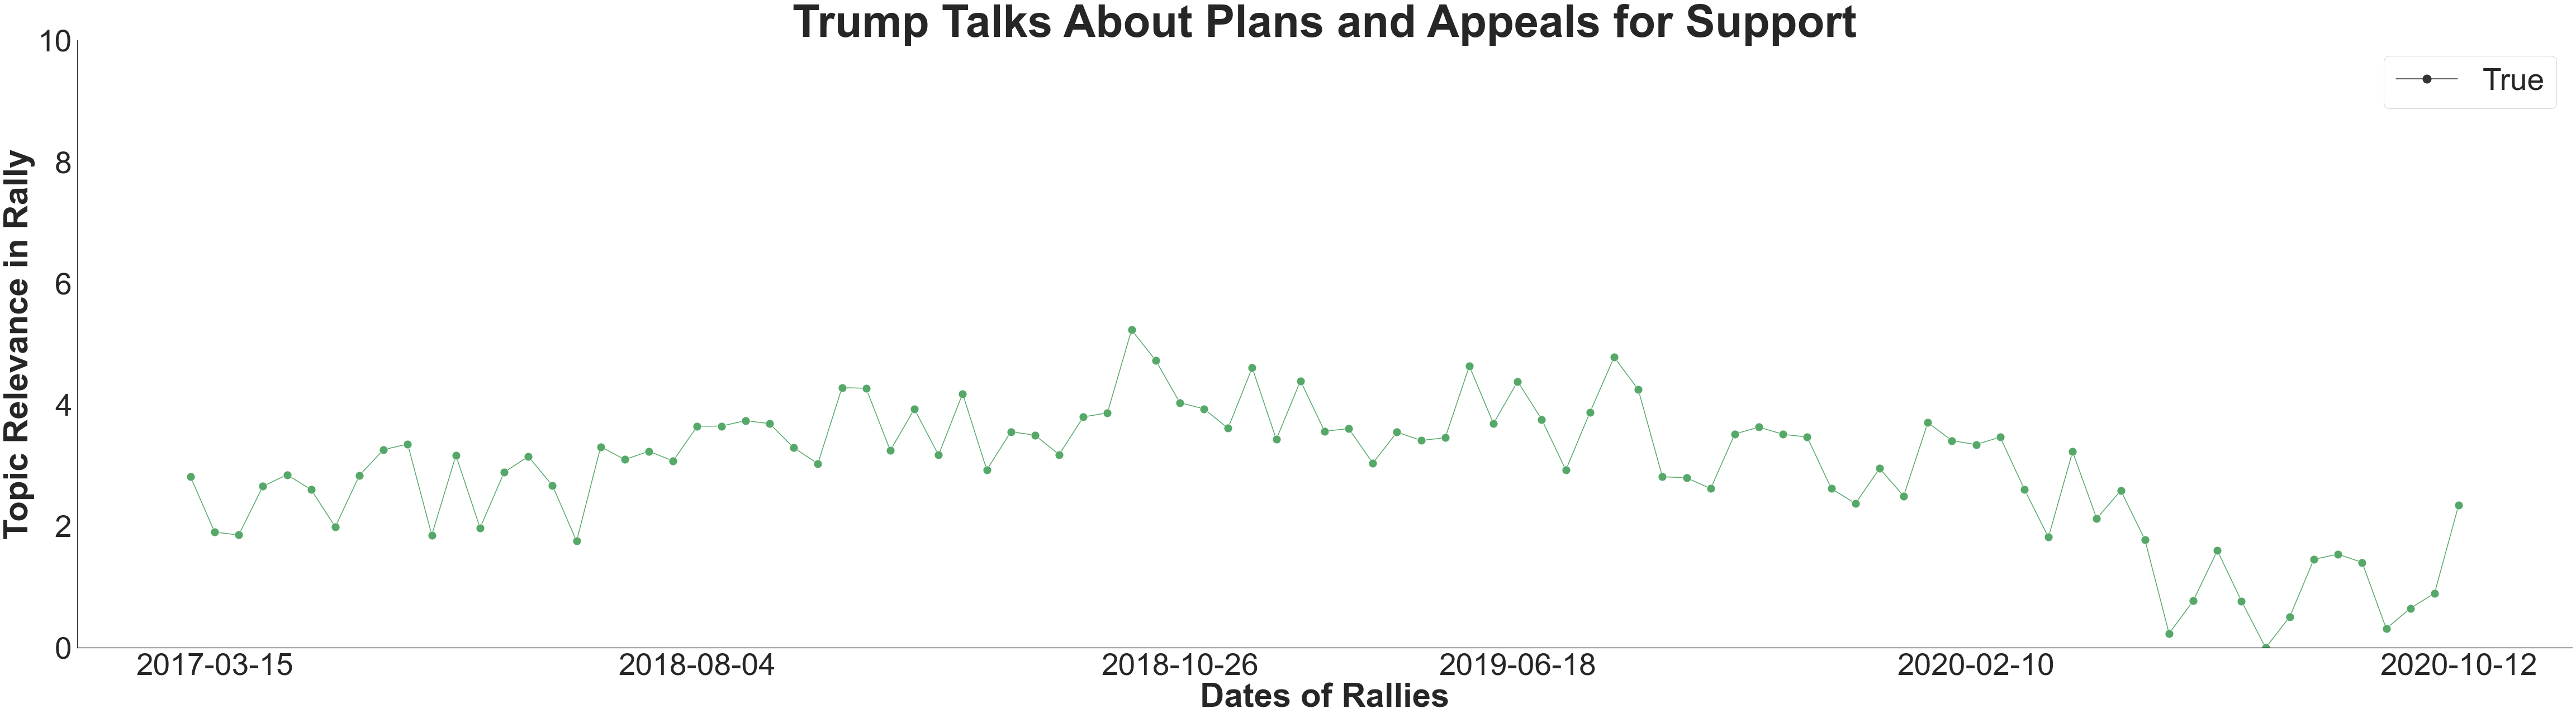 Trump Talks About Plans and Appeals for Support
10
8
6
4
2
0
Topic Relevance in Rally
True
2017-03-15 2018-08-04 2018-10-26 2019-06-18 2020-02-10 2020-10-12
Dates of Rallies